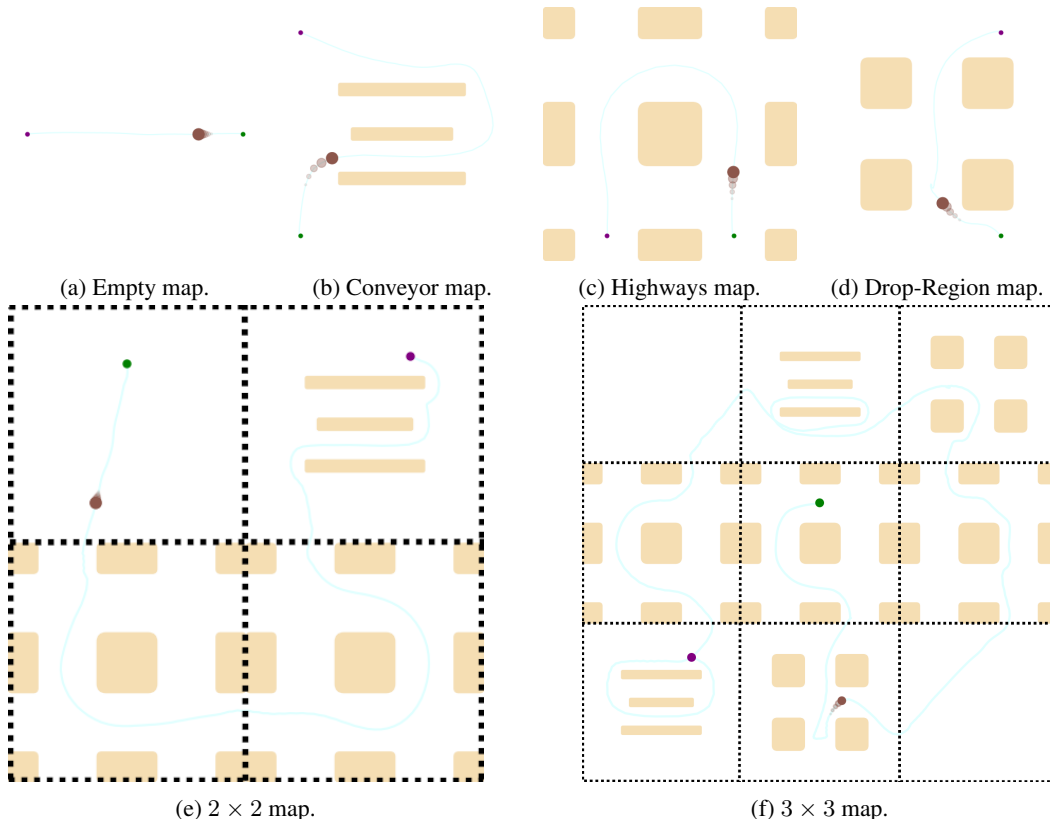 (a) Empty map.
(b) Conveyor map.
(c) Highways map.
(d) Drop-Region map.
(e) 2 × 2 map.
(f) 3 × 3 map.